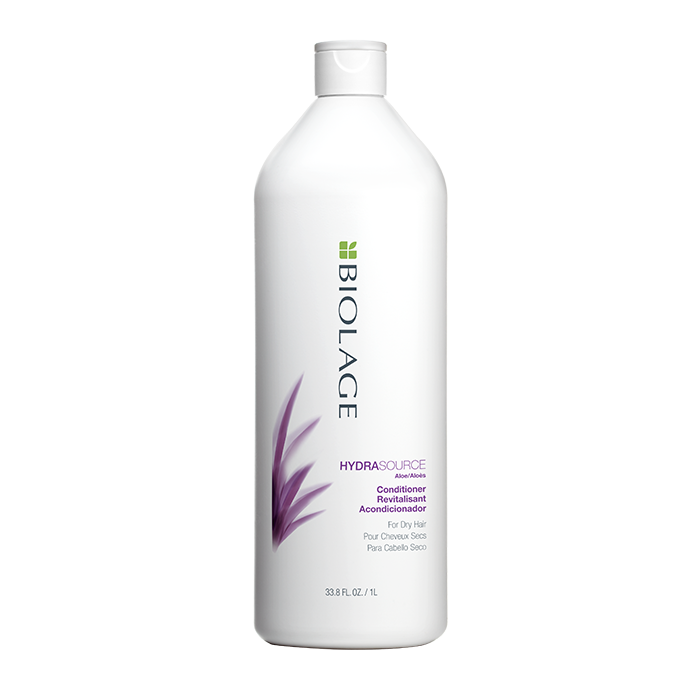 BIOLAGE
HYDRASOURCE
Aloe/Aloès
Conditioner
Revitalisant
Acondicionador
For Dry Hair
Pour Cheveux Secs
Para Cabello Seco
33.8 FL. OZ. / 1L